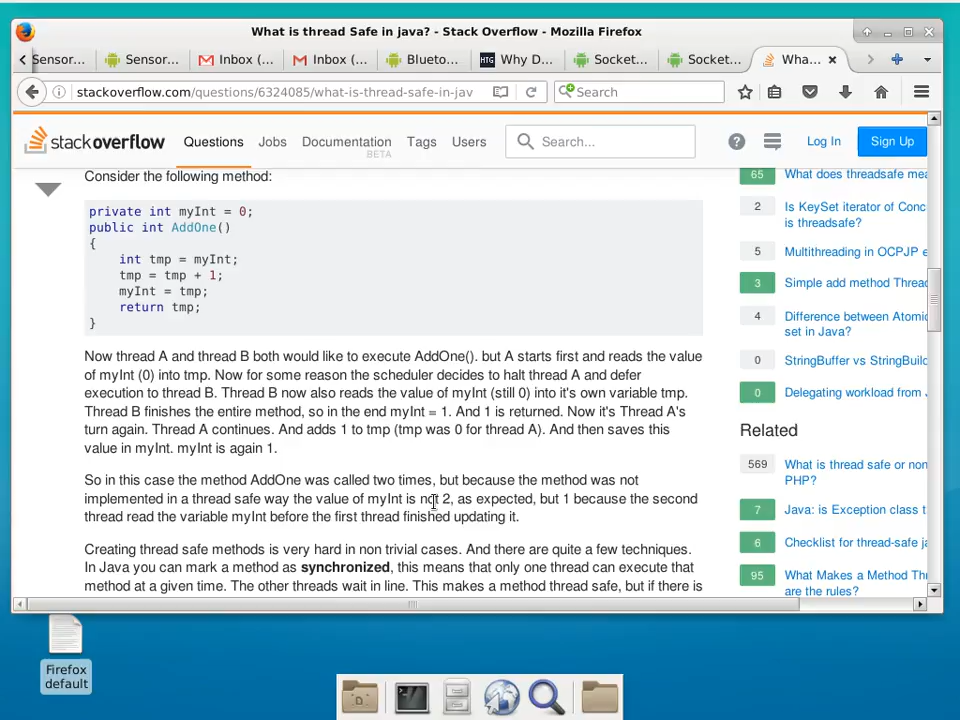 What is thread Safe in java? - Stack Overflow - Mozilla Firefox
Sensor... Sensor... Inbox (... Inbox (... Blueto... HTG Why D... Socket... Socket... Wha...
stackoverflow.com/questions/6324085/what-is-thread-safe-in-jav Search
stackoverflow Questions Jobs Documentation BETA Tags Users Search... ? Log In Sign Up
Consider the following method:
private int myInt = 0;
public int AddOne()
{
int tmp = myInt;
tmp = tmp + 1;
myInt = tmp;
return tmp;
}
Now thread A and thread B both would like to execute AddOne(). but A starts first and reads the value
of myInt (0) into tmp. Now for some reason the scheduler decides to halt thread A and defer
execution to thread B. Thread B now also reads the value of myInt (still 0) into it's own variable tmp.
Thread B finishes the entire method, so in the end myInt = 1. And 1 is returned. Now it's Thread A's
turn again. Thread A continues. And adds 1 to tmp (tmp was 0 for thread A). And then saves this
value in myInt. myInt is again 1.
So in this case the method AddOne was called two times, but because the method was not
implemented in a thread safe way the value of myInt is not 2, as expected, but 1 because the second
thread read the variable myInt before the first thread finished updating it.
Creating thread safe methods is very hard in non trivial cases. And there are quite a few techniques.
In Java you can mark a method as synchronized, this means that only one thread can execute that
method at a given time. The other threads wait in line. This makes a method thread safe, but if there is
65 What does threadsafe mea
2 Is KeySet iterator of Conc
is threadsafe?
5 Multithreading in OCPJP e
3 Simple add method Thread
4 Difference between Atomic
set in Java?
0 StringBuffer vs StringBuild
0 Delegating workload from J
Related
569 What is thread safe or non
PHP?
7 Java: is Exception class t
6 Checklist for thread-safe ja
95 What Makes a Method Thr
are the rules?
Firefox
default